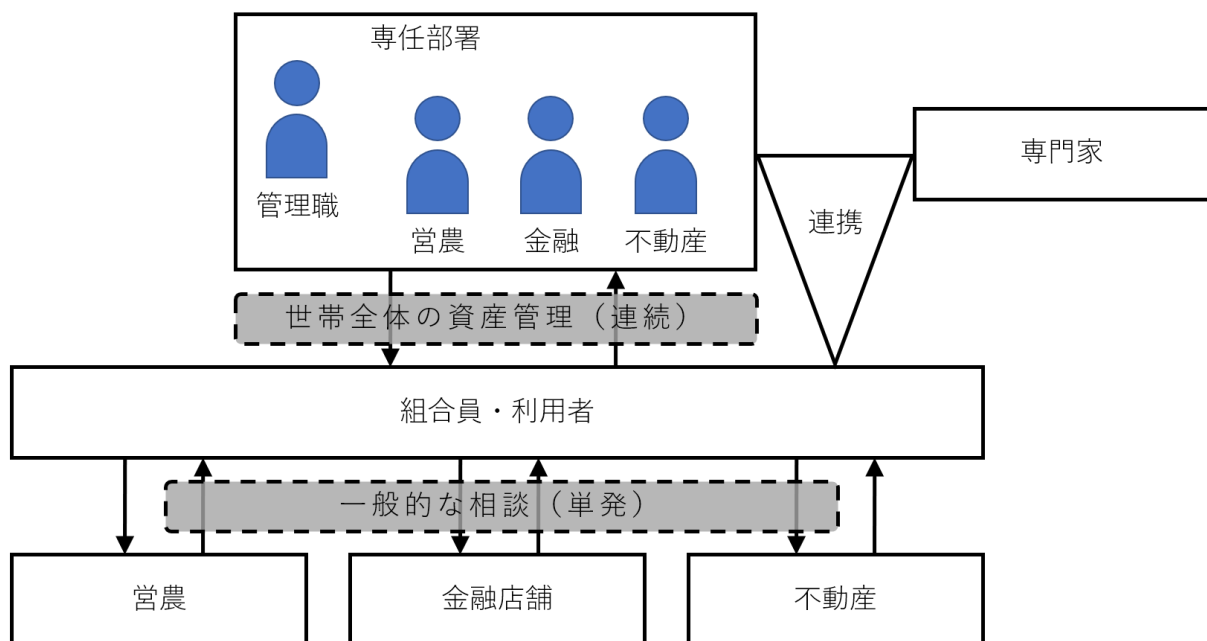 専任部署
管理職
営農
金融
不動産
専門家
連携
世帯全体の資産管理（連続）
組合員・利用者
一般的な相談（単発）
営農
金融店舗
不動産